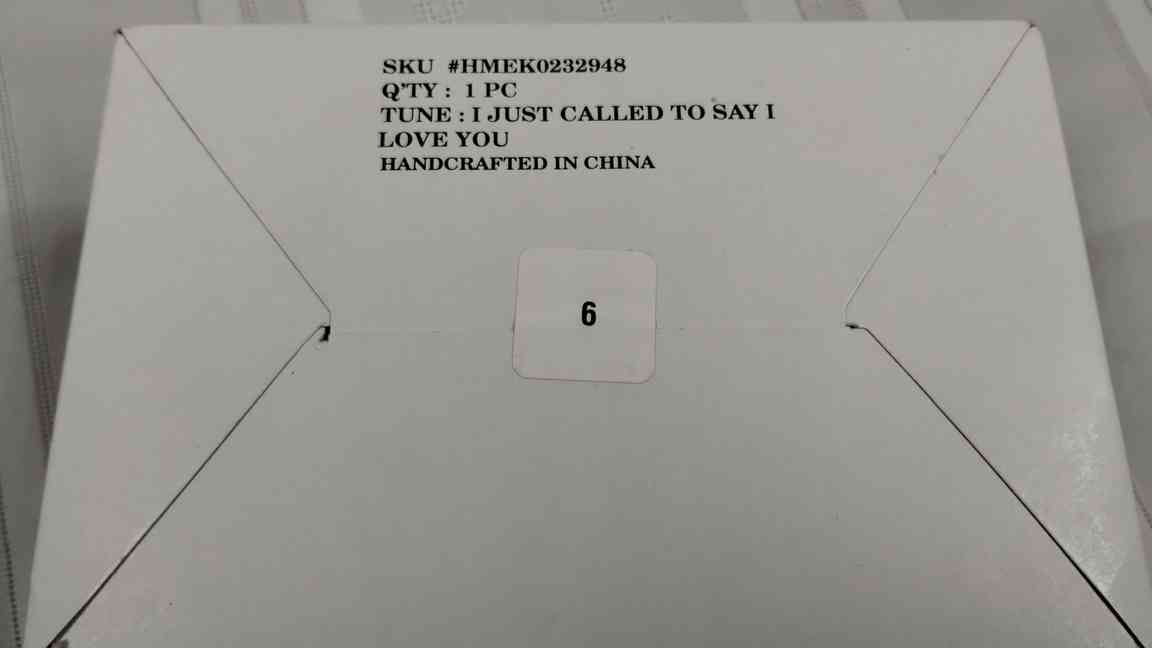 SKU #HMEK0232948
Q'TY : 1 PC
TUNE : I JUST CALLED TO SAY I
LOVE YOU
HANDCRAFTED IN CHINA
6